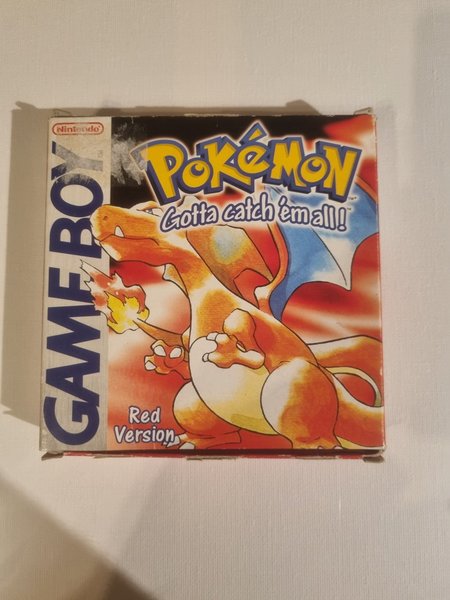 Nintendo
GAME BOY
POKéMON
Gotta catch 'em all!
Red
Version